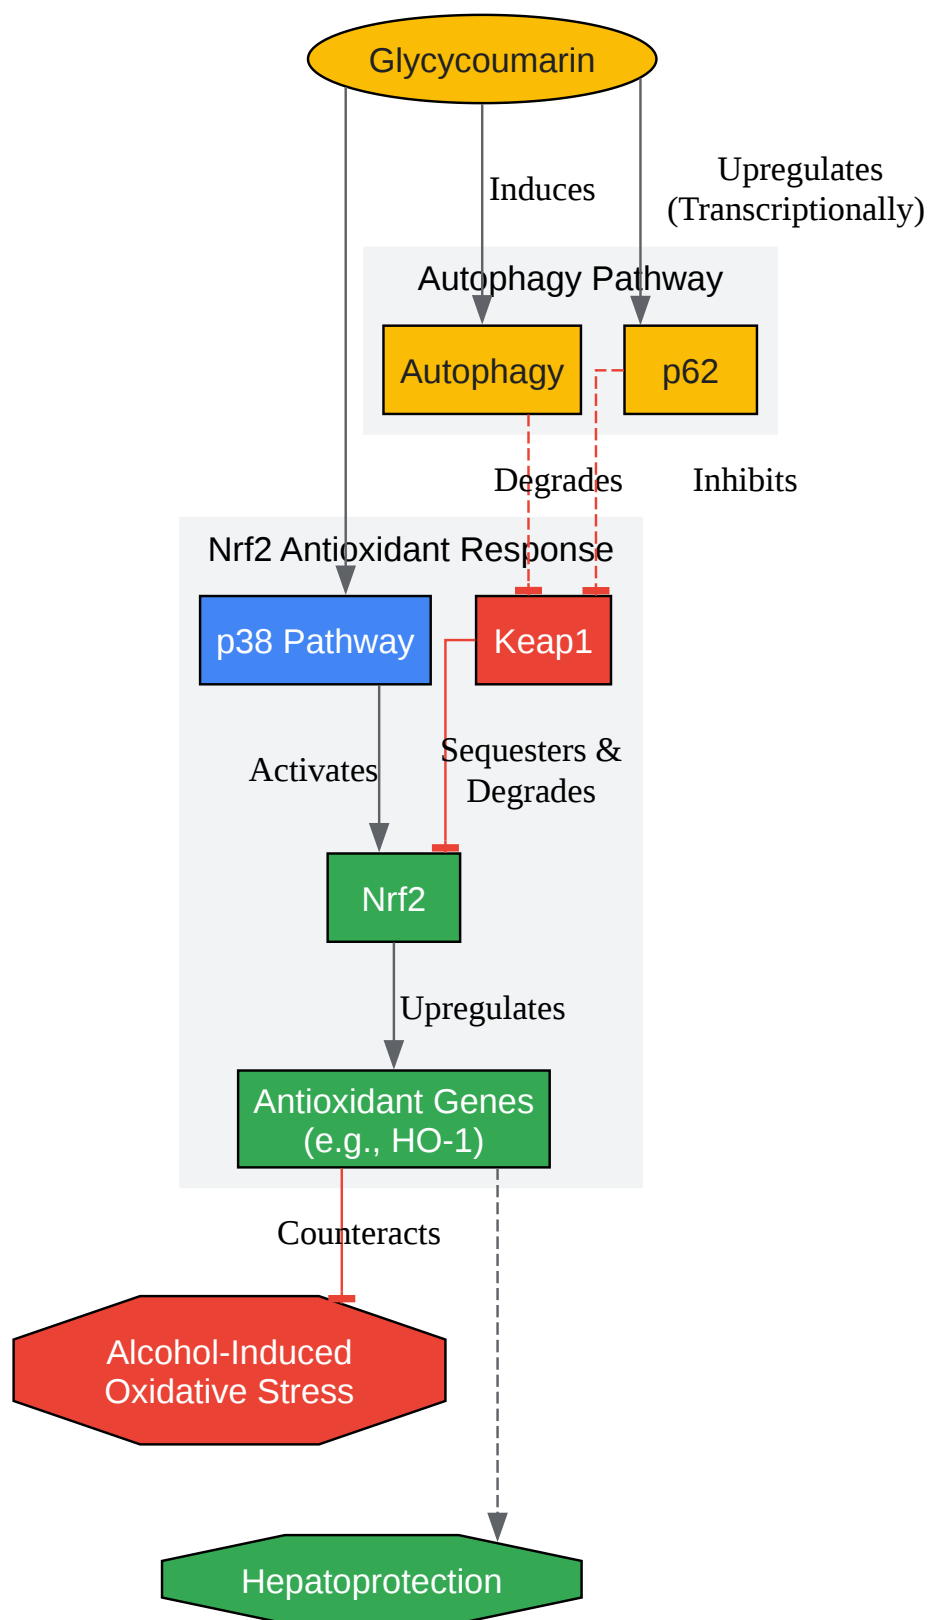 Glycycoumarin
Induces
Upregulates
(Transcriptionally)
Autophagy Pathway
Autophagy
p62
Degrades
Inhibits
Nrf2 Antioxidant Response
p38 Pathway
Keap1
Activates
Sequesters &
Degrades
Nrf2
Upregulates
Antioxidant Genes
(e.g., HO-1)
Counteracts
Alcohol-Induced
Oxidative Stress
Hepatoprotection